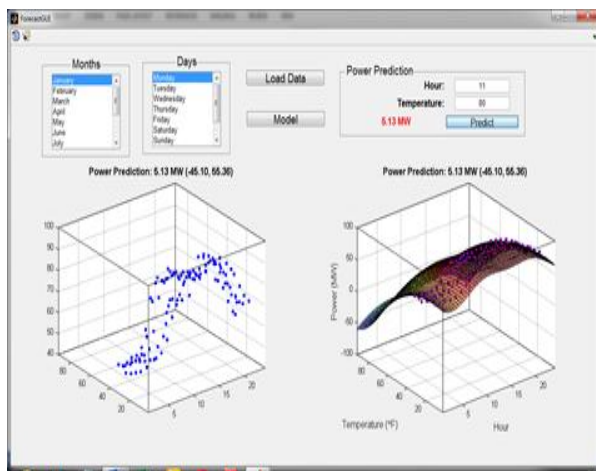 ForecastGUI
Months
January
February
March
April
May
June
July
Days
Monday
Tuesday
Wednesday
Thursday
Friday
Saturday
Sunday
Load Data
Model
Power Prediction
Hour: 11
Temperature: 80
5.13 MW
Predict
Power Prediction: 5.13 MW (-45.10, 55.36)
100
90
80
70
60
50
40
80
60
40
20
5
10
15
20
Power Prediction: 5.13 MW (-45.10, 55.36)
Power (MW)
100
50
0
-50
-100
80
60
40
20
5
10
15
20
Temperature (°F)
Hour